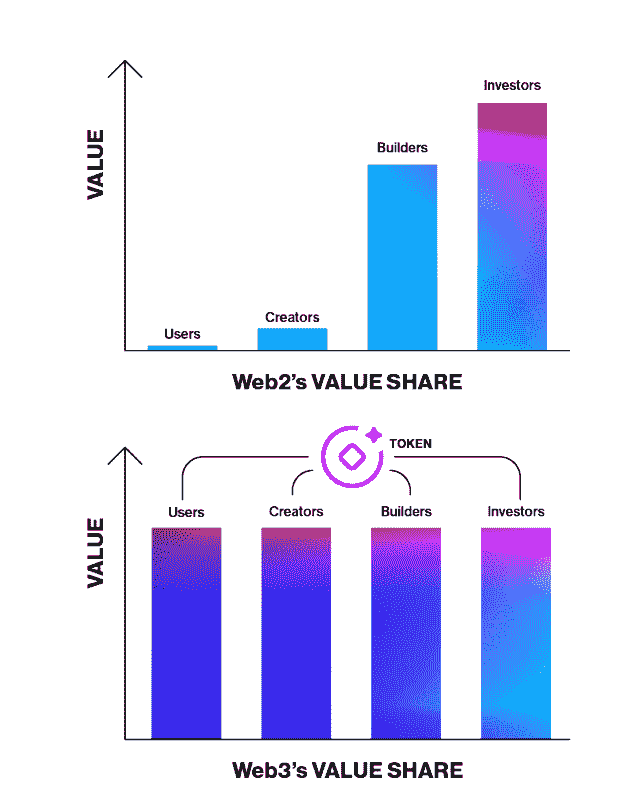 Investors
Builders
VALUE
Creators
Users
Web2's VALUE SHARE
TOKEN
Users
Creators
Builders
Investors
VALUE
Web3's VALUE SHARE